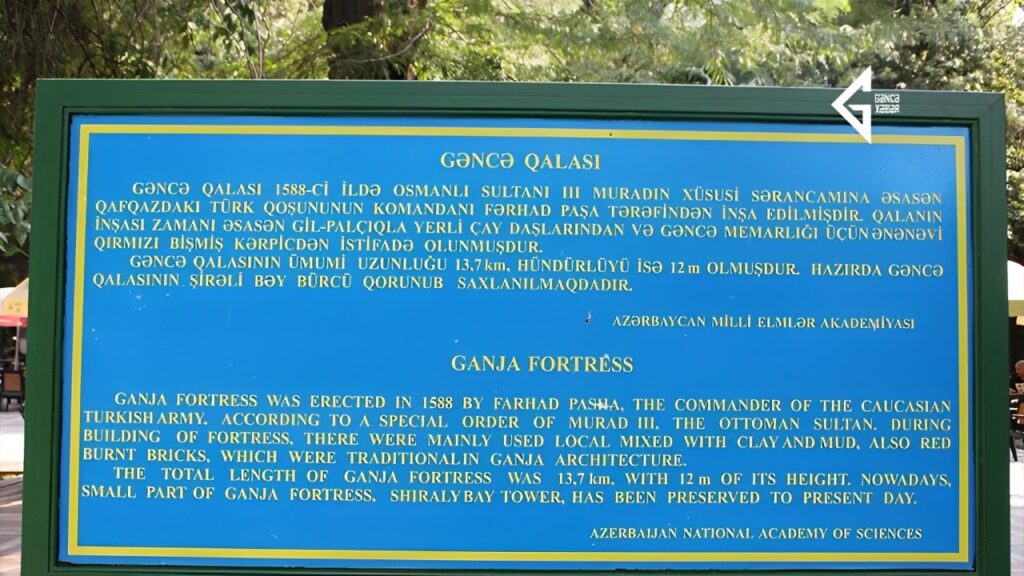 GƏNCƏ XƏBƏR
GƏNCƏ QALASI
GƏNCƏ QALASI 1588-Cİ İLDƏ OSMANLI SULTANI III MURADIN XÜSUSİ SƏRANCAMINA ƏSASƏN
QAFQAZDAKI TÜRK QOŞUNUNUN KOMANDANI FƏRHAD PAŞA TƏRƏFİNDƏN İNŞA EDİLMİŞDİR. QALANIN
İNŞASI ZAMANI ƏSASƏN GİL-PALÇIQLA YERLİ ÇAY DAŞLARINDAN VƏ GƏNCƏ MEMARLIĞI ÜÇÜN ƏNƏNƏVİ
QIRMIZI BİŞMİŞ KƏRPİCDƏN İSTİFADƏ OLUNMUŞDUR.
GƏNCƏ QALASININ ÜMUMİ UZUNLUĞU 13,7 km, HÜNDÜRLÜYÜ İSƏ 12 m OLMUŞDUR. HAZIRDA GƏNCƏ
QALASININ ŞİRƏLİ BƏY BÜRCÜ QORUNUB SAXLANILMAQDADIR.
AZƏRBAYCAN MİLLİ ELMLƏR AKADEMİYASI
GANJA FORTRESS
GANJA FORTRESS WAS ERECTED IN 1588 BY FARHAD PASHA, THE COMMANDER OF THE CAUCASIAN
TURKISH ARMY. ACCORDING TO A SPECIAL ORDER OF MURAD III, THE OTTOMAN SULTAN. DURING
BUILDING OF FORTRESS, THERE WERE MAINLY USED LOCAL MIXED WITH CLAY AND MUD, ALSO RED
BURNT BRICKS, WHICH WERE TRADITIONAL IN GANJA ARCHITECTURE.
THE TOTAL LENGTH OF GANJA FORTRESS WAS 13,7 km, WITH 12 m OF ITS HEIGHT. NOWADAYS,
SMALL PART OF GANJA FORTRESS, SHIRALY BAY TOWER, HAS BEEN PRESERVED TO PRESENT DAY.
AZERBAIJAN NATIONAL ACADEMY OF SCIENCES